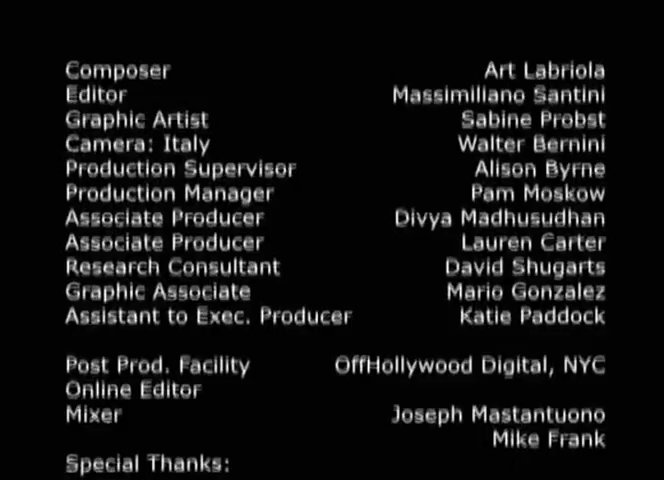 Composer Art Labriola
Editor Massimiliano Santini
Graphic Artist Sabine Probst
Camera: Italy Walter Bernini
Production Supervisor Alison Byrne
Production Manager Pam Moskow
Associate Producer Divya Madhusudhan
Associate Producer Lauren Carter
Research Consultant David Shugarts
Graphic Associate Mario Gonzalez
Assistant to Exec. Producer Katie Paddock
Post Prod. Facility OffHollywood Digital, NYC
Online Editor
Mixer Joseph Mastantuono
Mike Frank
Special Thanks: